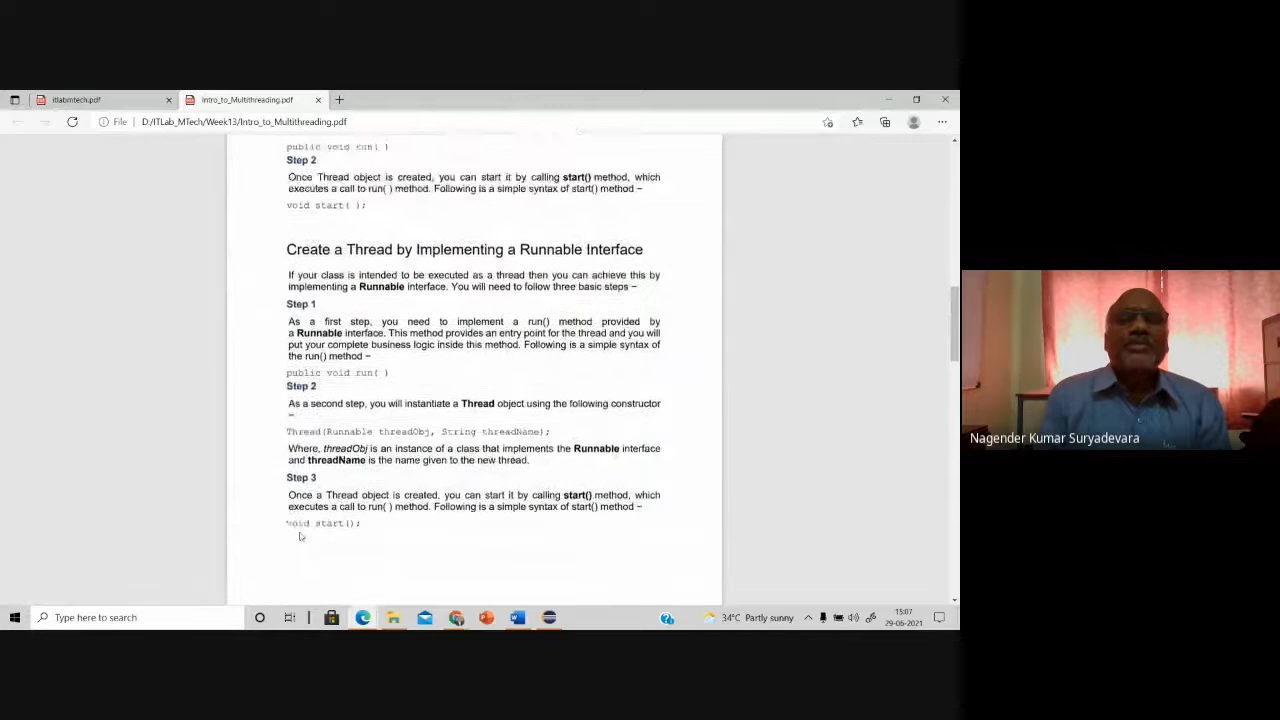 itlabmtech.pdf
Intro_to_Multithreading.pdf
File
D:/ITLab_MTech/Week13/Intro_to_Multithreading.pdf
public void run( )
Step 2
Once Thread object is created, you can start it by calling start() method, which
executes a call to run( ) method. Following is a simple syntax of start() method −
void start( );
Create a Thread by Implementing a Runnable Interface
If your class is intended to be executed as a thread then you can achieve this by
implementing a Runnable interface. You will need to follow three basic steps −
Step 1
As a first step, you need to implement a run() method provided by
a Runnable interface. This method provides an entry point for the thread and you will
put your complete business logic inside this method. Following is a simple syntax of
the run() method −
public void run( )
Step 2
As a second step, you will instantiate a Thread object using the following constructor
−
Thread(Runnable threadObj, String threadName);
Where, threadObj is an instance of a class that implements the Runnable interface
and threadName is the name given to the new thread.
Step 3
Once a Thread object is created, you can start it by calling start() method, which
executes a call to run( ) method. Following is a simple syntax of start() method −
void start();
Nagender Kumar Suryadevara
Type here to search
34°C Partly sunny
15:07
29-06-2021